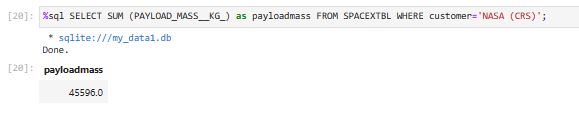 [20]: %sql SELECT SUM (PAYLOAD_MASS__KG_) as payloadmass FROM SPACEXTBL WHERE customer='NASA (CRS)';
* sqlite:///my_data1.db
Done.
[20]: payloadmass
45596.0